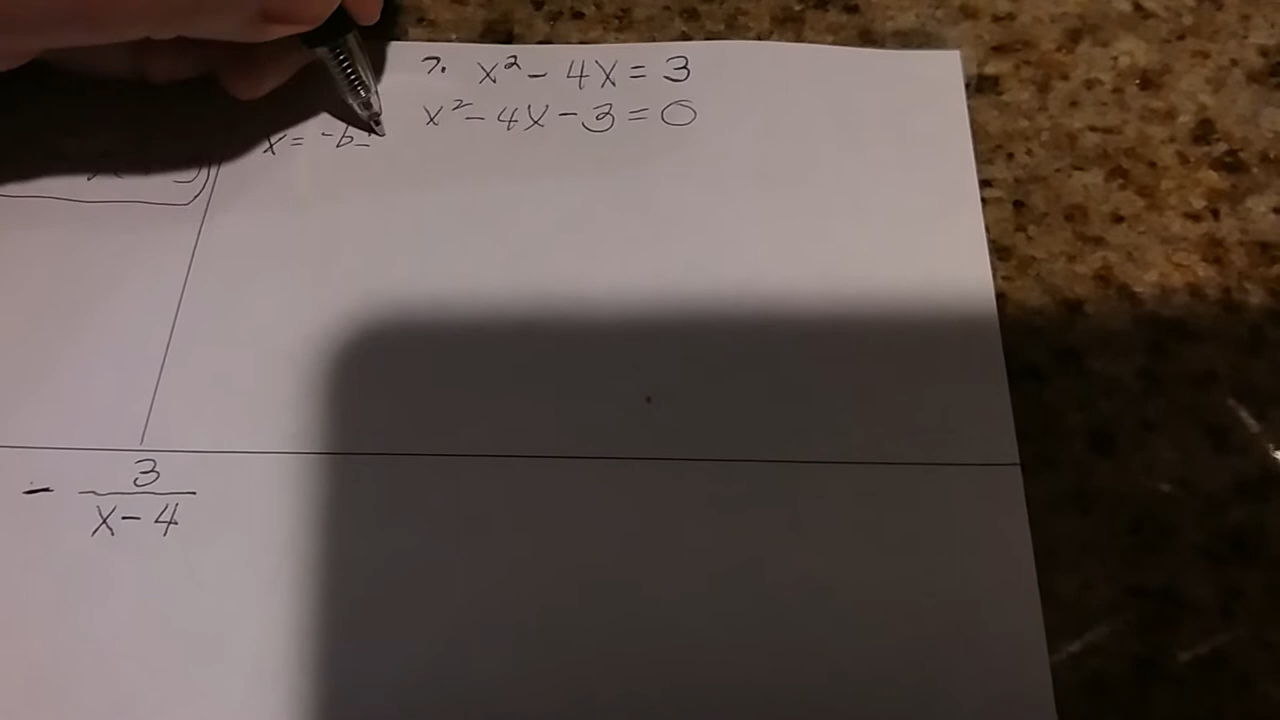 7. x² - 4x = 3
x² - 4x - 3 = 0
x = -b ±
- 3
x - 4